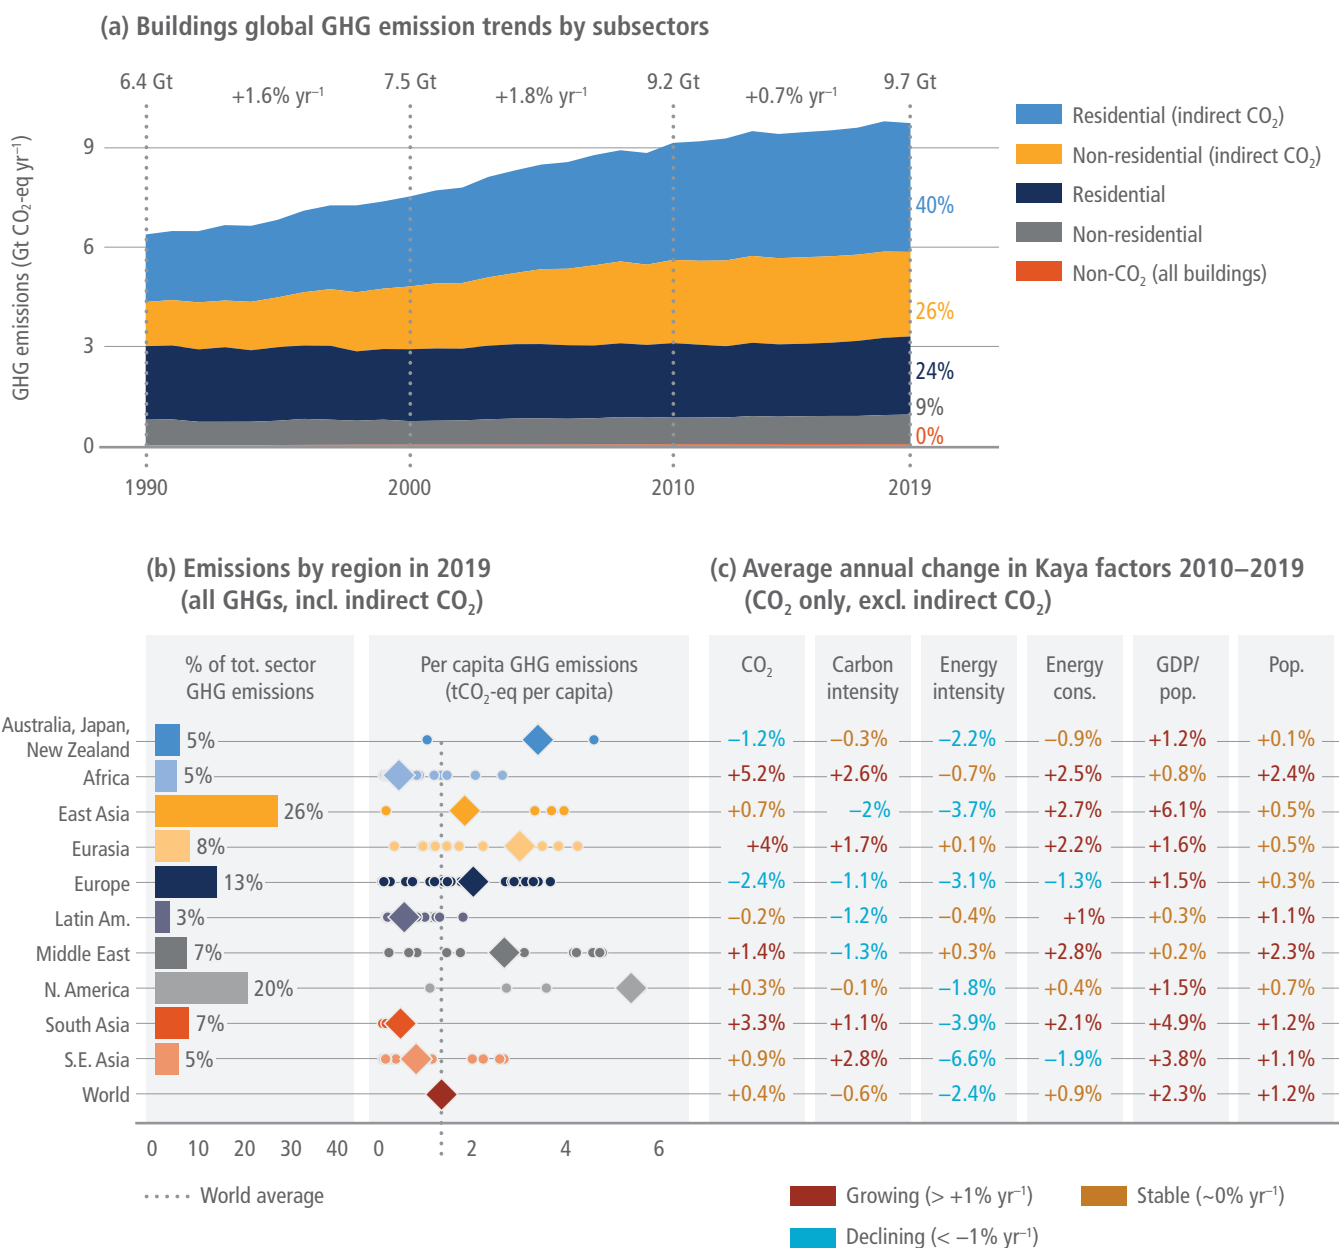 (a) Buildings global GHG emission trends by subsectors
6.4 Gt
+1.6% yr⁻¹
7.5 Gt
+1.8% yr⁻¹
9.2 Gt
+0.7% yr⁻¹
9.7 Gt
GHG emissions (Gt CO₂-eq yr⁻¹)
9
6
3
0
1990
2000
2010
2019
40%
26%
24%
9%
0%
Residential (indirect CO₂)
Non-residential (indirect CO₂)
Residential
Non-residential
Non-CO₂ (all buildings)
(b) Emissions by region in 2019
(all GHGs, incl. indirect CO₂)
(c) Average annual change in Kaya factors 2010–2019
(CO₂ only, excl. indirect CO₂)
% of tot. sector
GHG emissions
Per capita GHG emissions
(tCO₂-eq per capita)
CO₂
Carbon
intensity
Energy
intensity
Energy
cons.
GDP/
pop.
Pop.
Australia, Japan,
New Zealand
5%
−1.2% −0.3% −2.2% −0.9% +1.2% +0.1%
Africa 5% +5.2% +2.6% −0.7% +2.5% +0.8% +2.4%
East Asia 26% +0.7% −2% −3.7% +2.7% +6.1% +0.5%
Eurasia 8% +4% +1.7% +0.1% +2.2% +1.6% +0.5%
Europe 13% −2.4% −1.1% −3.1% −1.3% +1.5% +0.3%
Latin Am. 3% −0.2% −1.2% −0.4% +1% +0.3% +1.1%
Middle East 7% +1.4% −1.3% +0.3% +2.8% +0.2% +2.3%
N. America 20% +0.3% −0.1% −1.8% +0.4% +1.5% +0.7%
South Asia 7% +3.3% +1.1% −3.9% +2.1% +4.9% +1.2%
S.E. Asia 5% +0.9% +2.8% −6.6% −1.9% +3.8% +1.1%
World +0.4% −0.6% −2.4% +0.9% +2.3% +1.2%
0 10 20 30 40
0 2 4 6
World average
Growing (> +1% yr⁻¹)
Stable (~0% yr⁻¹)
Declining (< −1% yr⁻¹)